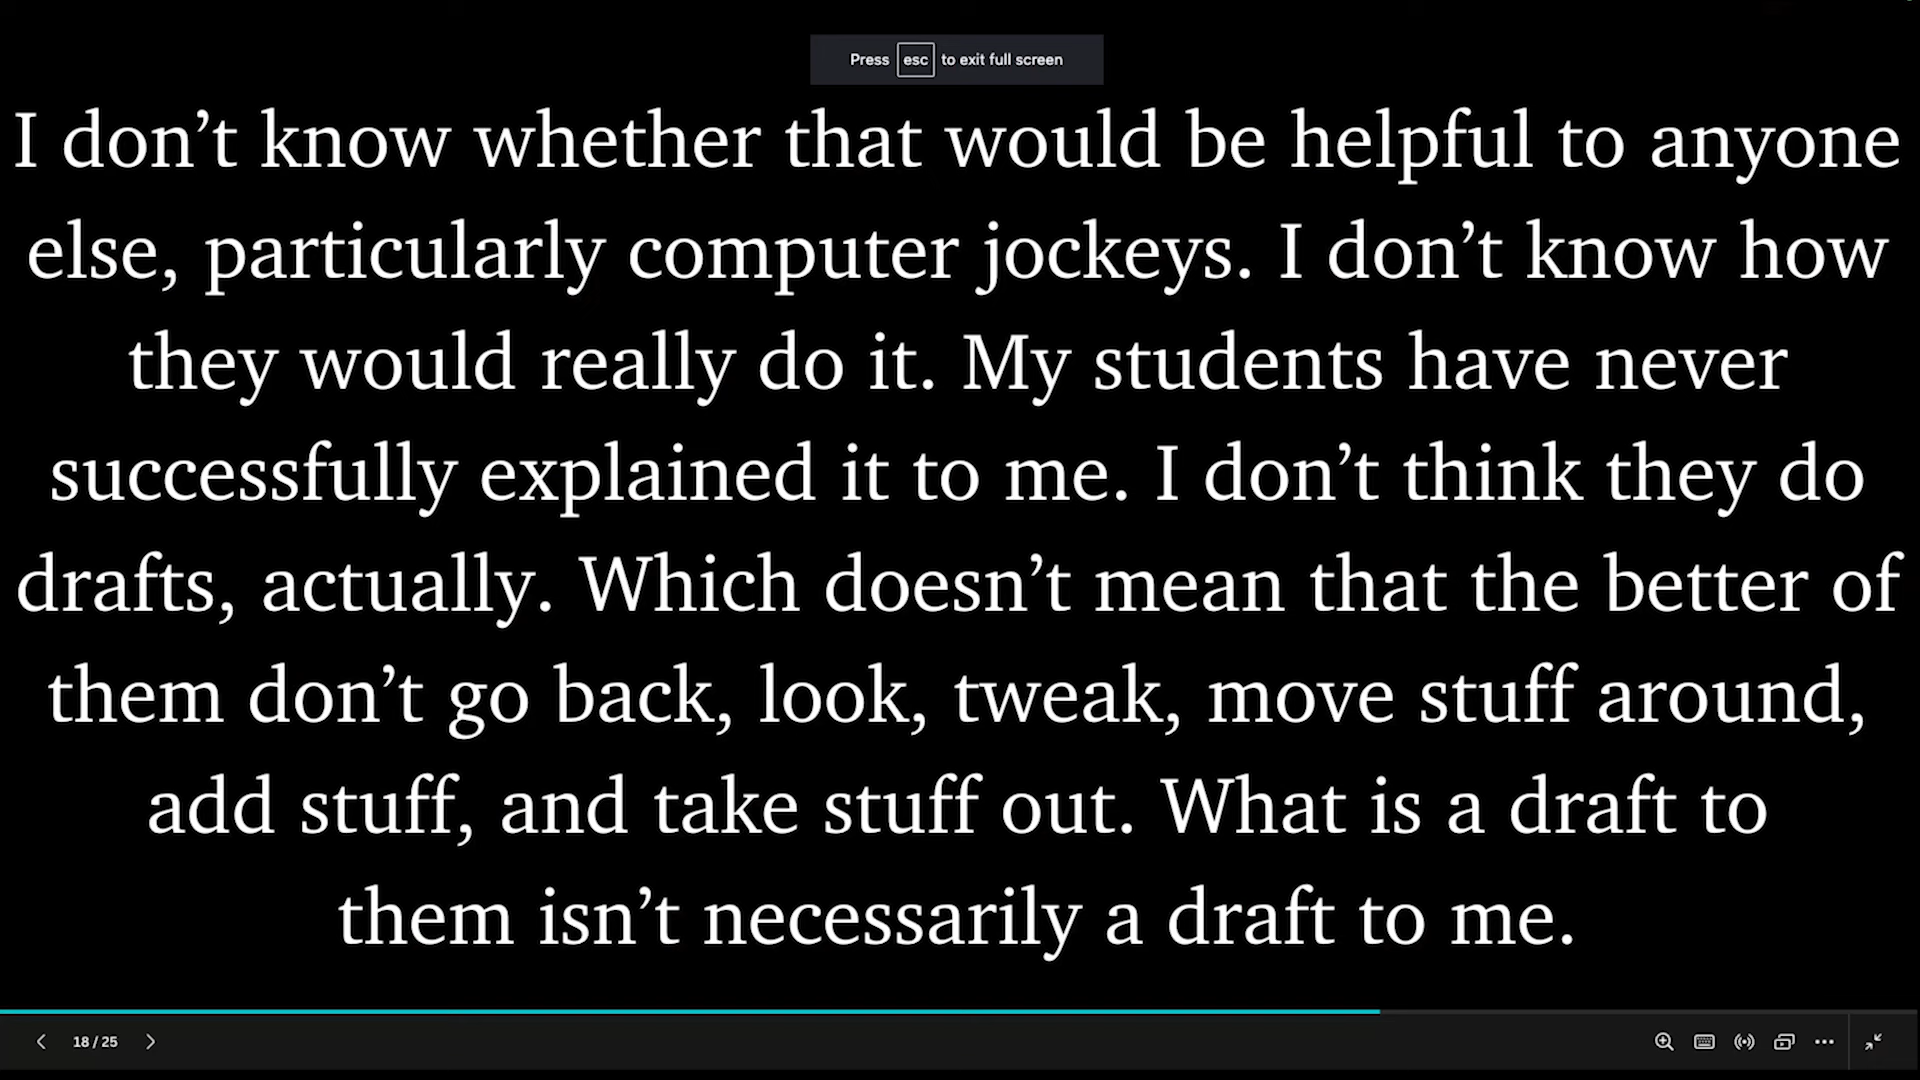 Press esc to exit full screen
I don’t know whether that would be helpful to anyone
else, particularly computer jockeys. I don’t know how
they would really do it. My students have never
successfully explained it to me. I don’t think they do
drafts, actually. Which doesn’t mean that the better of
them don’t go back, look, tweak, move stuff around,
add stuff, and take stuff out. What is a draft to
them isn’t necessarily a draft to me.
18 / 25